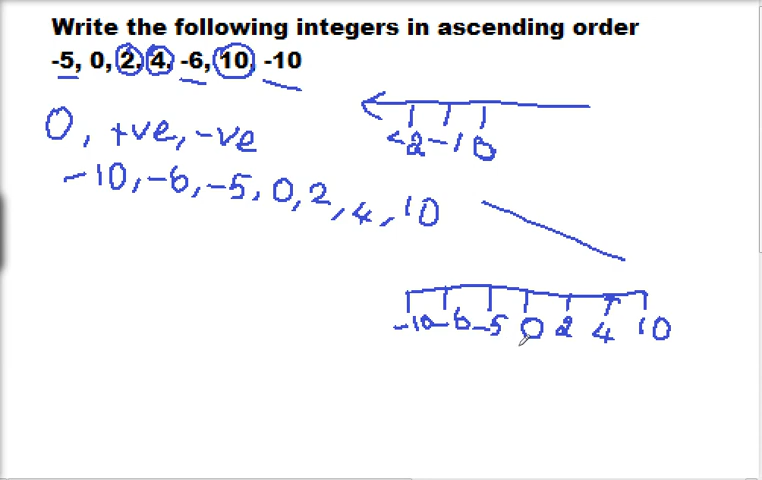 Write the following integers in ascending order
-5, 0, 2, 4, -6, 10, -10
0, +ve, -ve
-10, -6, -5, 0, 2, 4, 10
-2 -1 0
-10 -6 -5 0 2 4 10